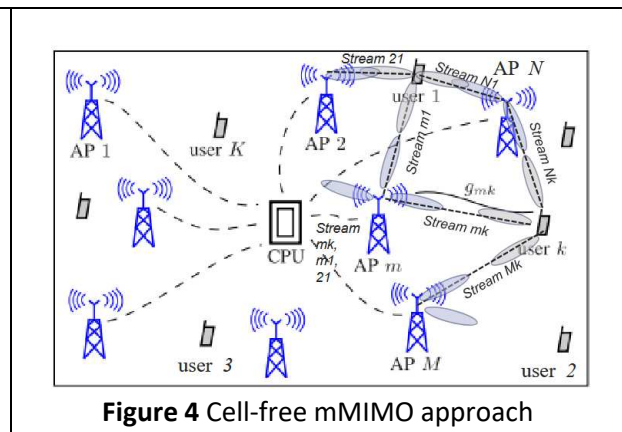 Stream 21
user 1
Stream N1
AP N
AP 1
user K
AP 2
Stream m1
Stream Nk
g_{mk}
Stream mk
CPU
Stream
mk,
m1,
21
AP m
user k
Stream Mk
user 3
AP M
user 2
Figure 4 Cell-free mMIMO approach